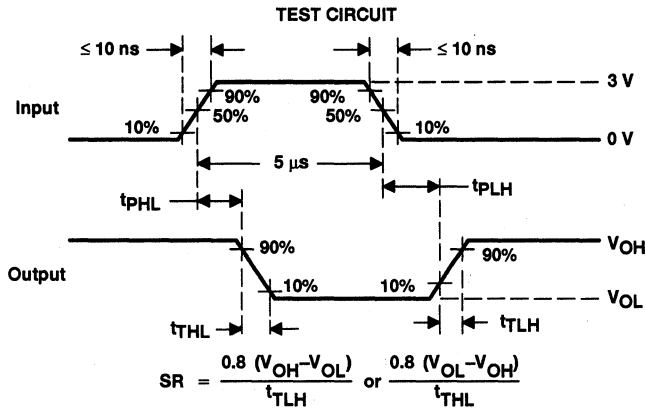 TEST CIRCUIT
≤ 10 ns
≤ 10 ns
90%
90%
3 V
Input
50%
50%
10%
10%
0 V
5 µs
tPHL
tPLH
90%
90%
VOH
Output
10%
10%
VOL
tTHL
tTLH
SR = 0.8 (VOH–VOL) / tTLH or 0.8 (VOL–VOH) / tTHL